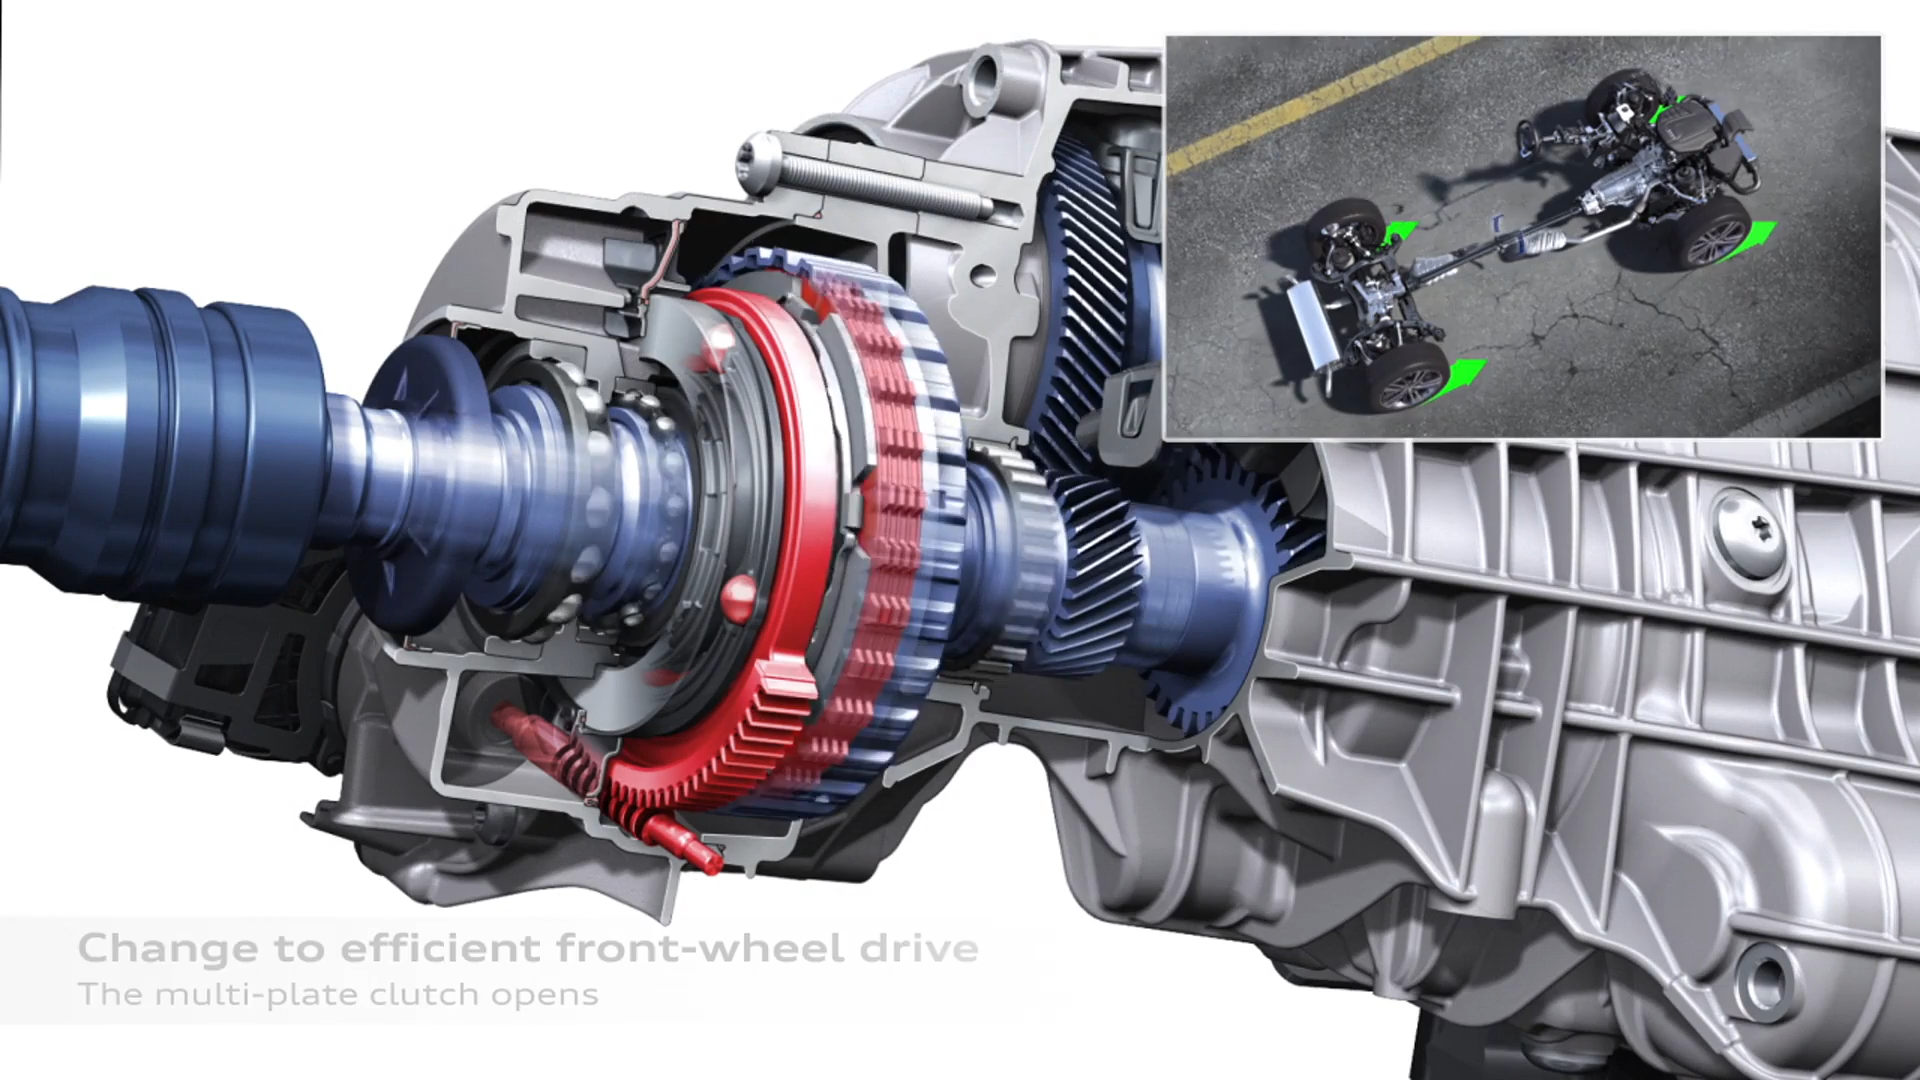 Change to efficient front-wheel drive
The multi-plate clutch opens